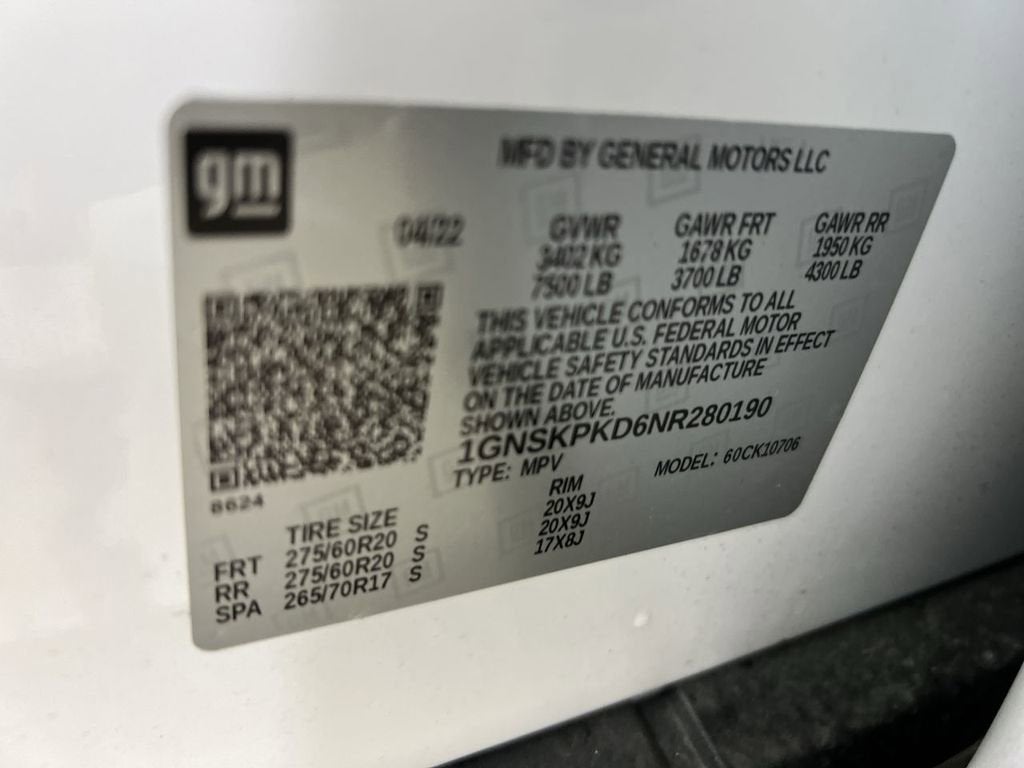 gm
MFD BY GENERAL MOTORS LLC
04/22 GVWR GAWR FRT GAWR RR
3402 KG 1678 KG 1950 KG
7500 LB 3700 LB 4300 LB
THIS VEHICLE CONFORMS TO ALL
APPLICABLE U.S. FEDERAL MOTOR
VEHICLE SAFETY STANDARDS IN EFFECT
ON THE DATE OF MANUFACTURE
SHOWN ABOVE.
1GNSKPKD6NR280190
TYPE: MPV MODEL: 60CK10706
8624
TIRE SIZE RIM
FRT 275/60R20 S 20X9J
RR 275/60R20 S 20X9J
SPA 265/70R17 S 17X8J